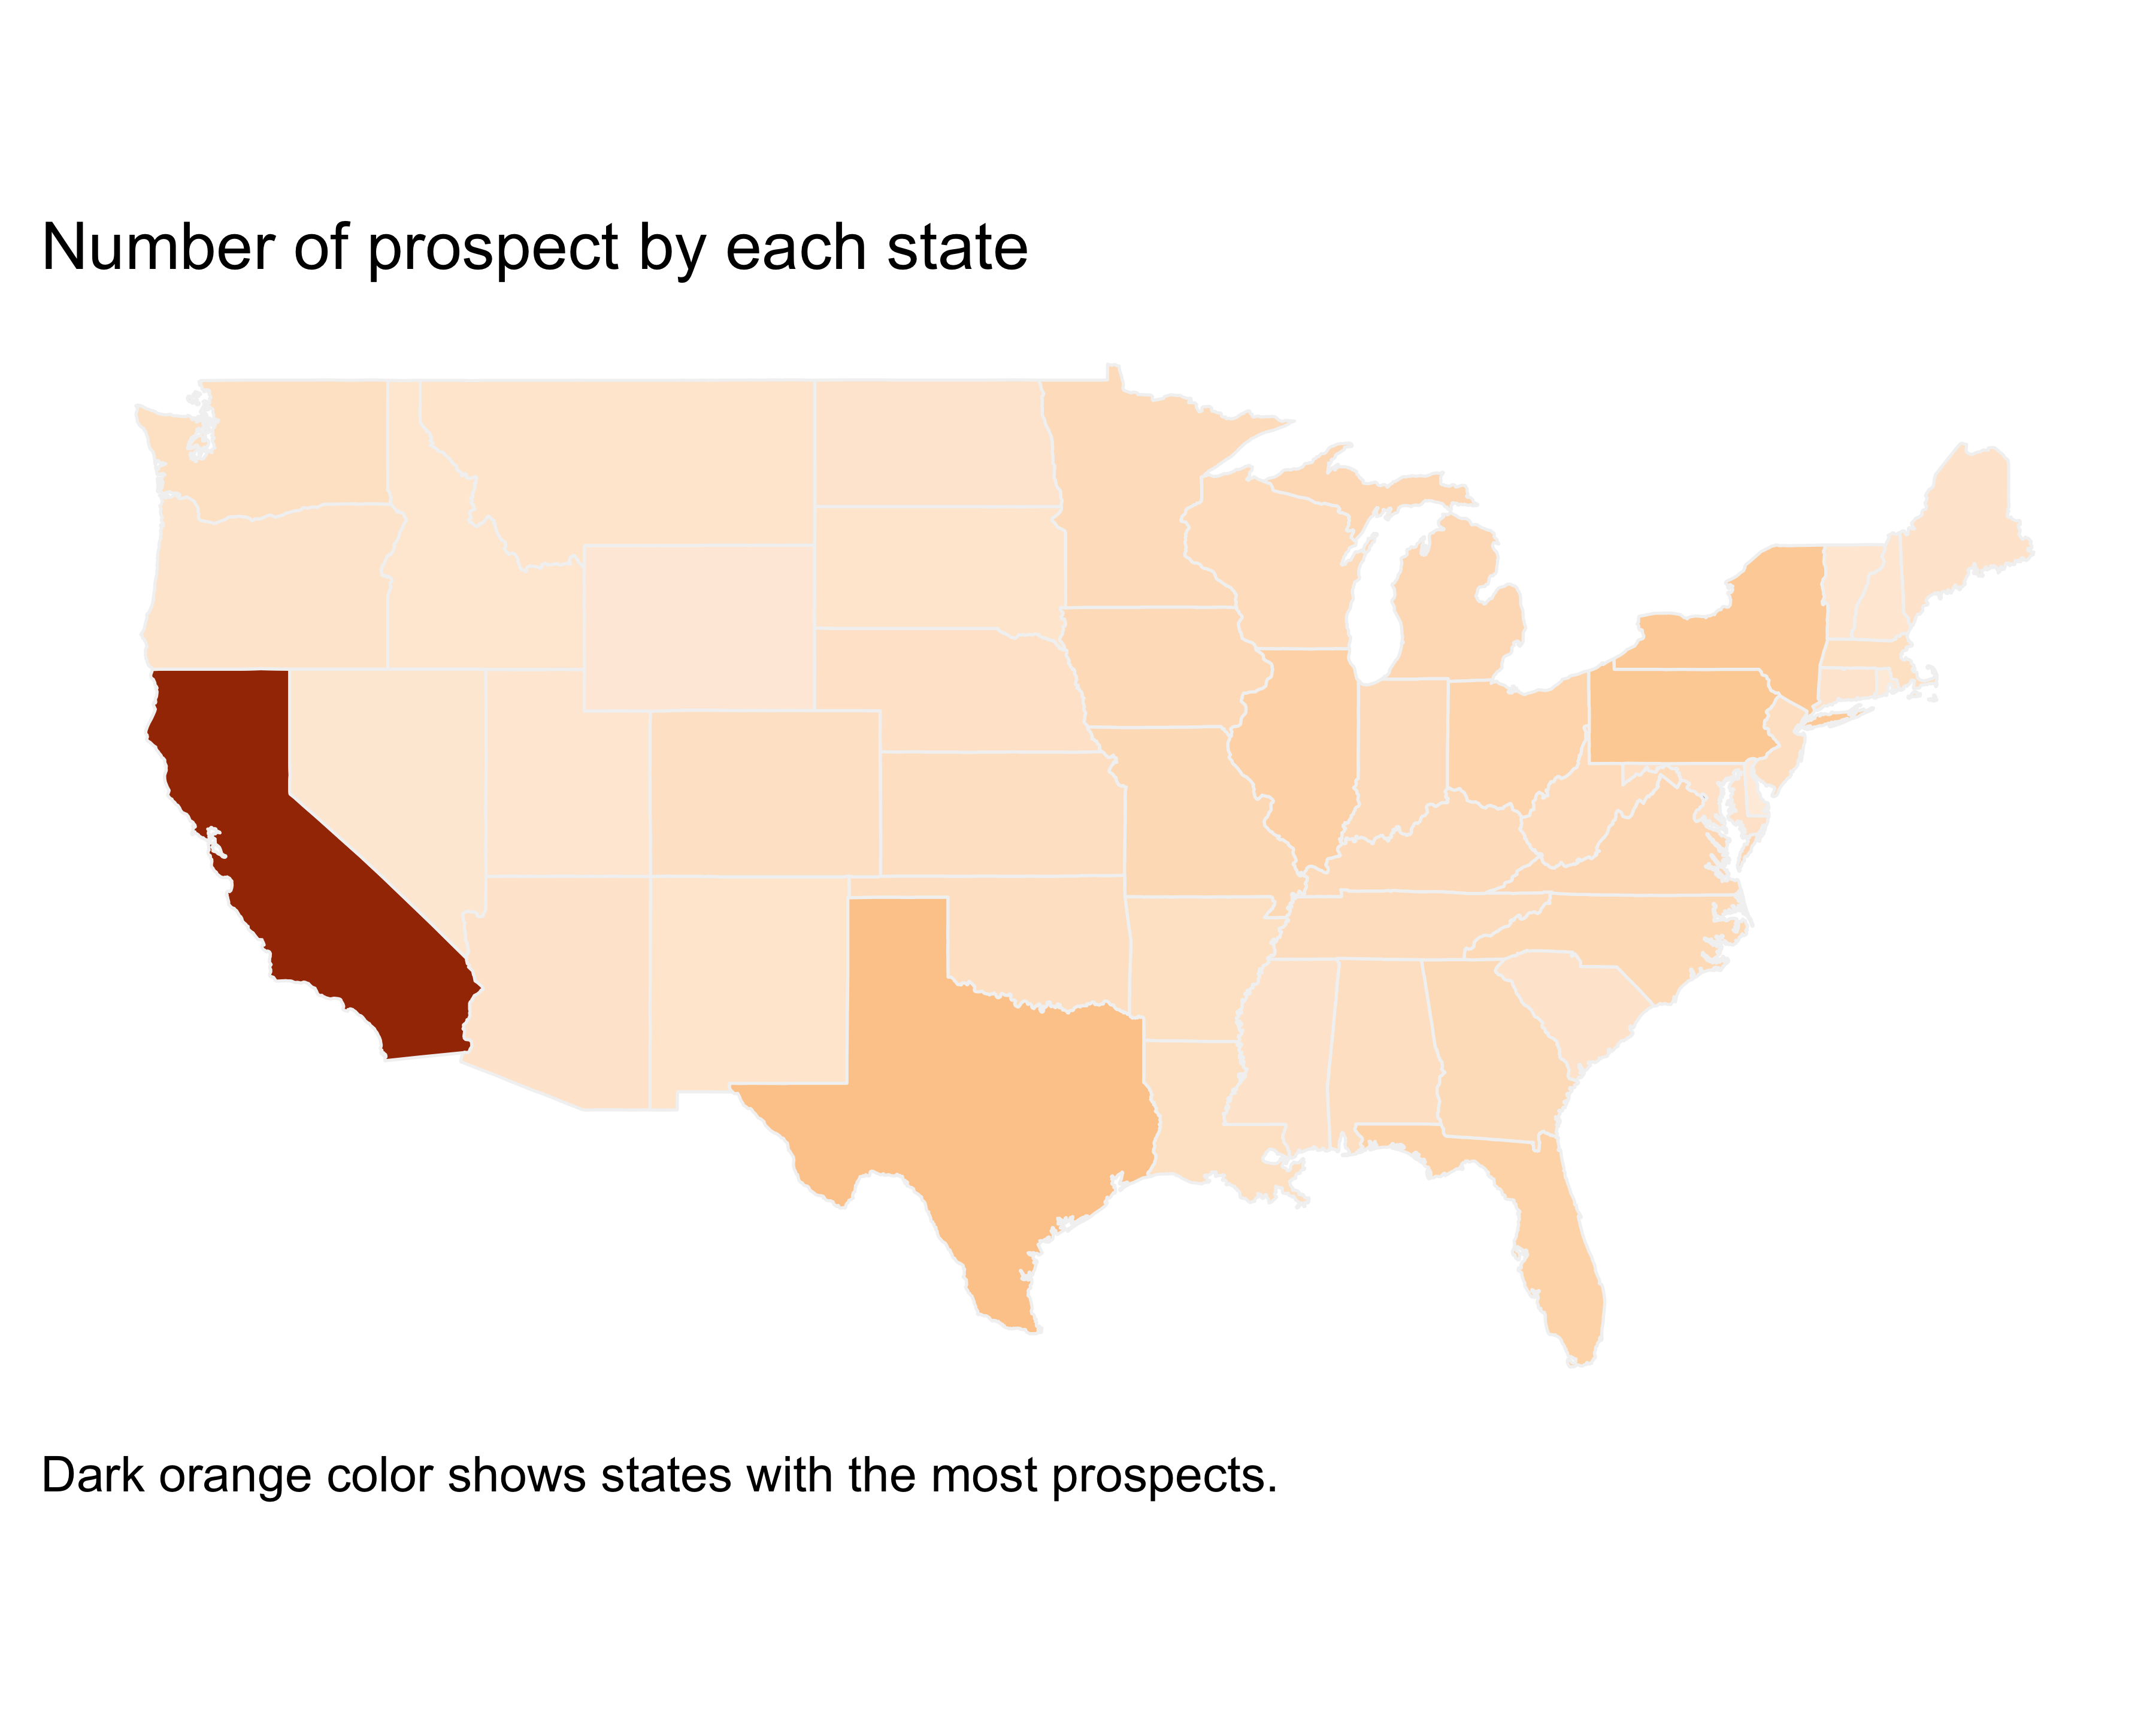 Number of prospect by each state
Dark orange color shows states with the most prospects.